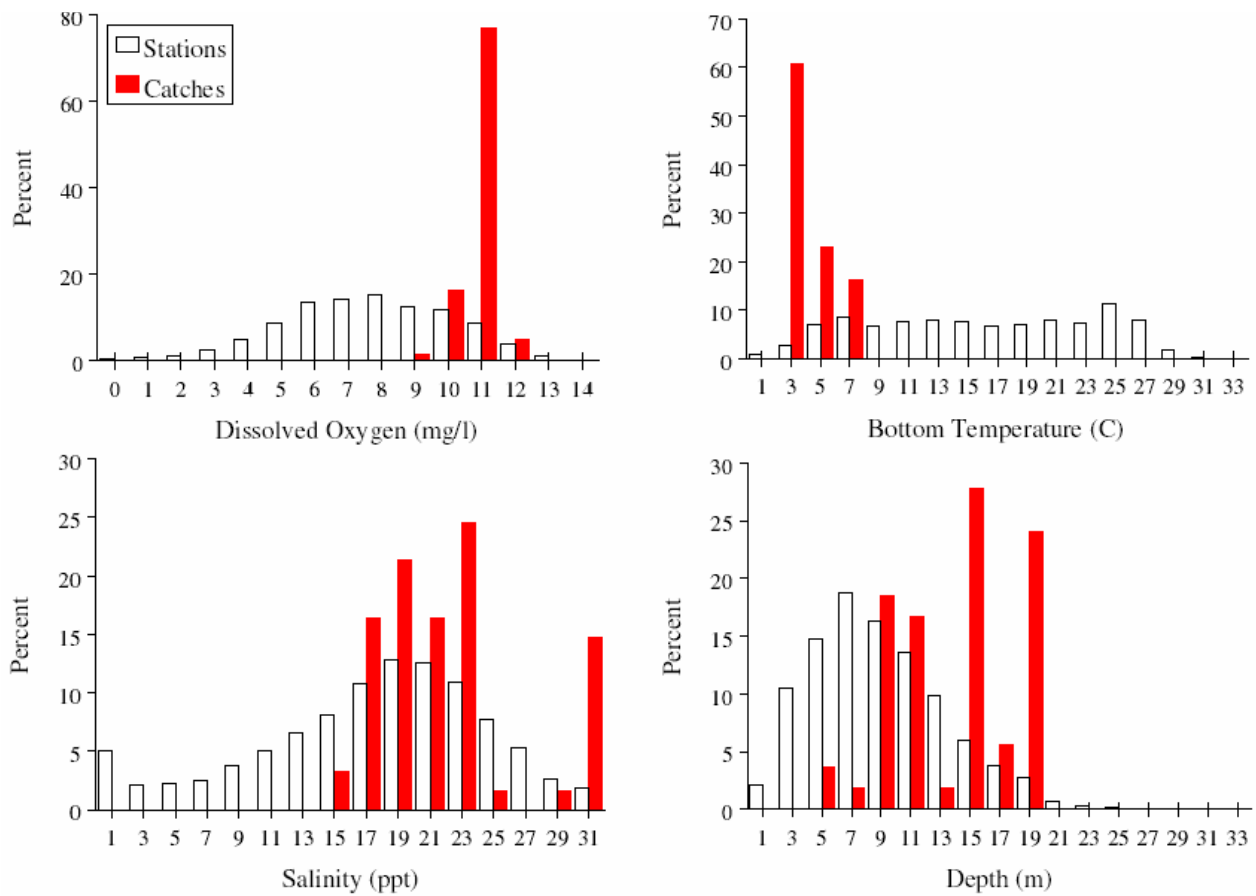 80
60
40
20
0
Percent
Stations
Catches
0 1 2 3 4 5 6 7 8 9 10 11 12 13 14
Dissolved Oxygen (mg/l)
70
60
50
40
30
20
10
0
Percent
1 3 5 7 9 11 13 15 17 19 21 23 25 27 29 31 33
Bottom Temperature (C)
30
25
20
15
10
5
0
Percent
1 3 5 7 9 11 13 15 17 19 21 23 25 27 29 31
Salinity (ppt)
30
25
20
15
10
5
0
Percent
1 3 5 7 9 11 13 15 17 19 21 23 25 27 29 31 33
Depth (m)